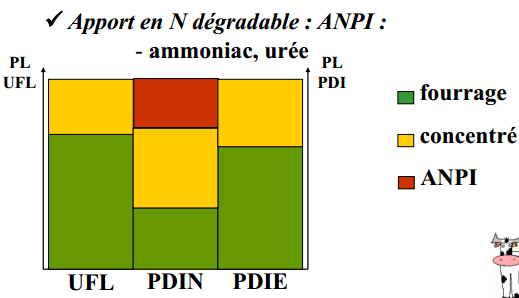 ✓ Apport en N dégradable : ANPI :
- ammoniac, urée
PL
UFL
PL
PDI
fourrage
concentré
ANPI
UFL PDIN PDIE